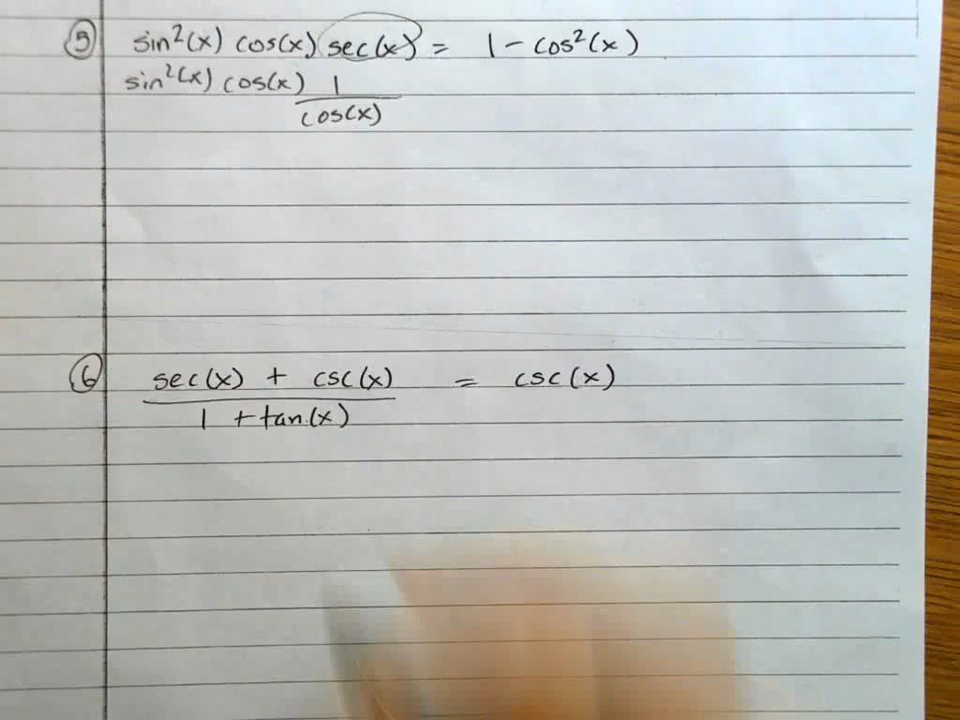 5 sin²(x) cos(x) sec(x) = 1 - cos²(x)
sin²(x) cos(x) 1
cos(x)
6 sec(x) + csc(x) = csc(x)
1 + tan(x)